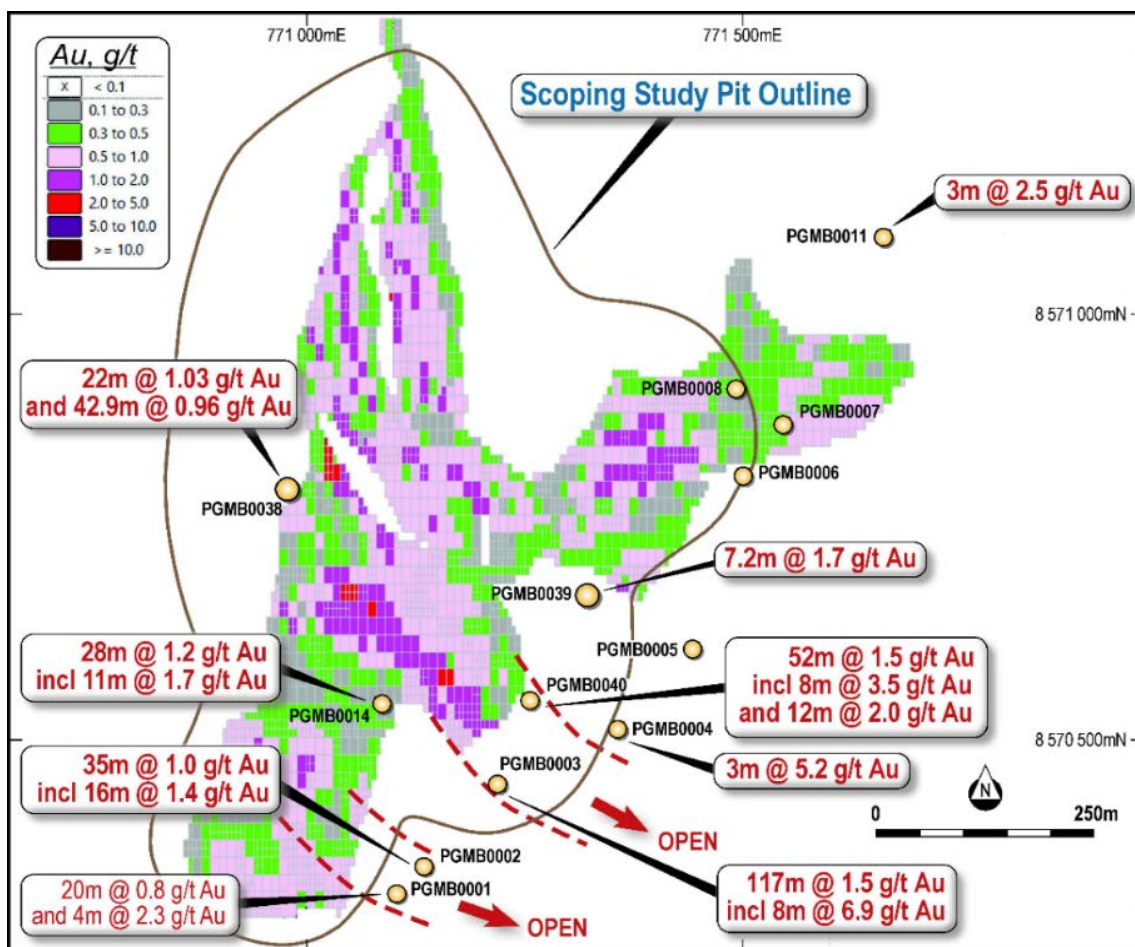 771 000mE
771 500mE
Au, g/t
x < 0.1
0.1 to 0.3
0.3 to 0.5
0.5 to 1.0
1.0 to 2.0
2.0 to 5.0
5.0 to 10.0
>= 10.0
Scoping Study Pit Outline
3m @ 2.5 g/t Au
PGMB0011
8 571 000mN
22m @ 1.03 g/t Au
and 42.9m @ 0.96 g/t Au
PGMB0008
PGMB0007
PGMB0006
PGMB0038
7.2m @ 1.7 g/t Au
PGMB0039
28m @ 1.2 g/t Au
incl 11m @ 1.7 g/t Au
PGMB0005
52m @ 1.5 g/t Au
incl 8m @ 3.5 g/t Au
and 12m @ 2.0 g/t Au
PGMB0040
PGMB0014
PGMB0004
8 570 500mN
35m @ 1.0 g/t Au
incl 16m @ 1.4 g/t Au
PGMB0003
3m @ 5.2 g/t Au
N
0
250m
OPEN
PGMB0002
20m @ 0.8 g/t Au
and 4m @ 2.3 g/t Au
PGMB0001
117m @ 1.5 g/t Au
incl 8m @ 6.9 g/t Au
OPEN